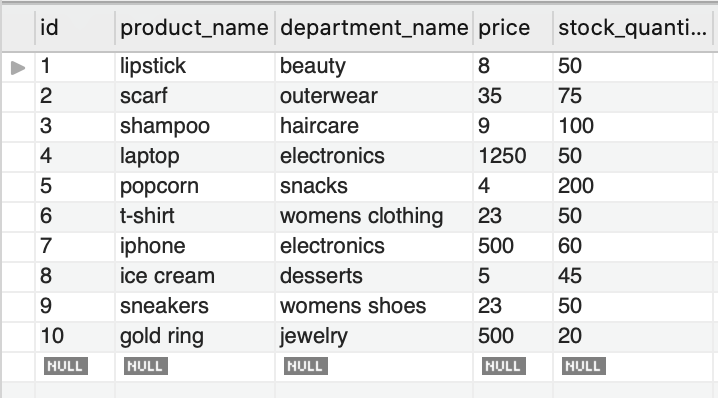 id product_name department_name price stock_quanti...
1 lipstick beauty 8 50
2 scarf outerwear 35 75
3 shampoo haircare 9 100
4 laptop electronics 1250 50
5 popcorn snacks 4 200
6 t-shirt womens clothing 23 50
7 iphone electronics 500 60
8 ice cream desserts 5 45
9 sneakers womens shoes 23 50
10 gold ring jewelry 500 20
NULL NULL NULL NULL NULL